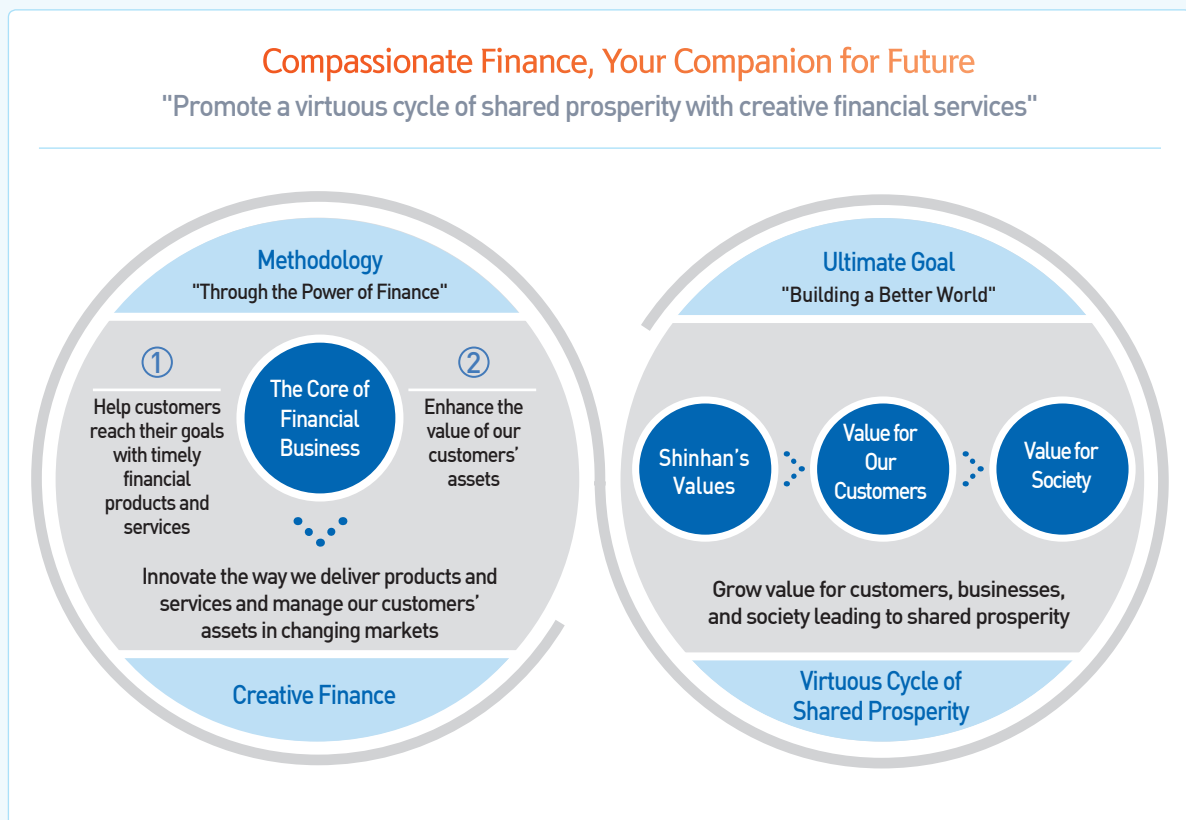 Compassionate Finance, Your Companion for Future
"Promote a virtuous cycle of shared prosperity with creative financial services"
Methodology
"Through the Power of Finance"
①
Help customers
reach their goals
with timely
financial
products and
services
The Core of
Financial
Business
②
Enhance the
value of our
customers'
assets
Innovate the way we deliver products and
services and manage our customers'
assets in changing markets
Creative Finance
Ultimate Goal
"Building a Better World"
Shinhan's
Values
Value for
Our
Customers
Value for
Society
Grow value for customers, businesses,
and society leading to shared prosperity
Virtuous Cycle of
Shared Prosperity